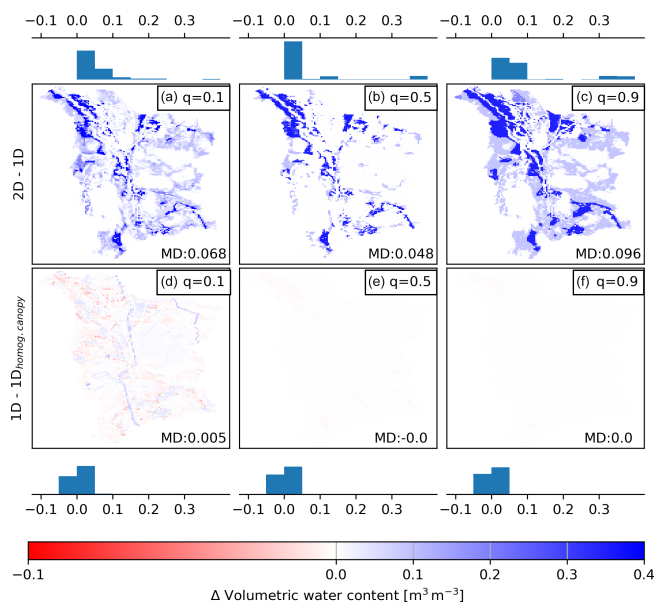 −0.1 0.0 0.1 0.2 0.3 −0.1 0.0 0.1 0.2 0.3 −0.1 0.0 0.1 0.2 0.3
2D - 1D
(a) q=0.1
MD:0.068
(b) q=0.5
MD:0.048
(c) q=0.9
MD:0.096
1D - 1Dhomog.canopy
(d) q=0.1
MD:0.005
(e) q=0.5
MD:-0.0
(f) q=0.9
MD:0.0
−0.1 0.0 0.1 0.2 0.3 −0.1 0.0 0.1 0.2 0.3 −0.1 0.0 0.1 0.2 0.3
−0.1 0.0 0.1 0.2 0.3 0.4
Δ Volumetric water content [m³ m⁻³]